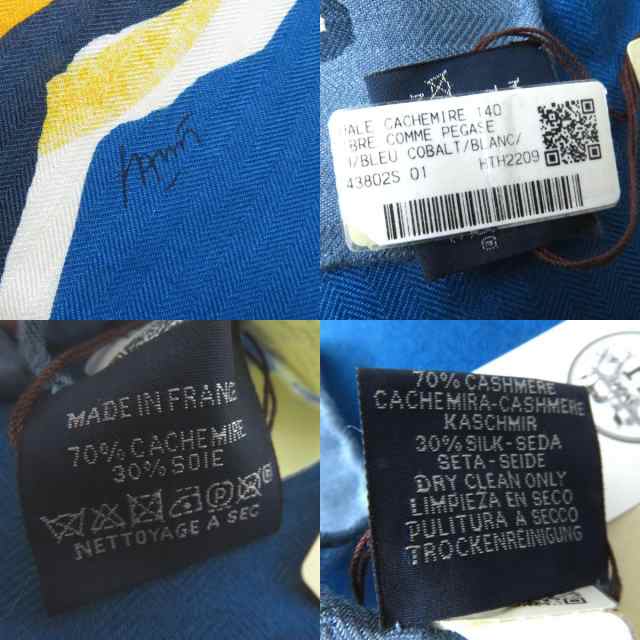 HALE CACHEMIRE 140
BRE COMME PEGASE
I/BLEU COBALT/BLANC/
43802S 01 HTH2209
MADE IN FRANCE
70% CACHEMIRE
30% SOIE
NETTOYAGE A SEC
70% CASHMERE
CACHEMIRA-CASHMERE
KASCHMIR
30% SILK-SEDA
SETA-SEIDE
DRY CLEAN ONLY
LIMPIEZA EN SECO
PULITURA A SECCO
TROCKENREINIGUNG